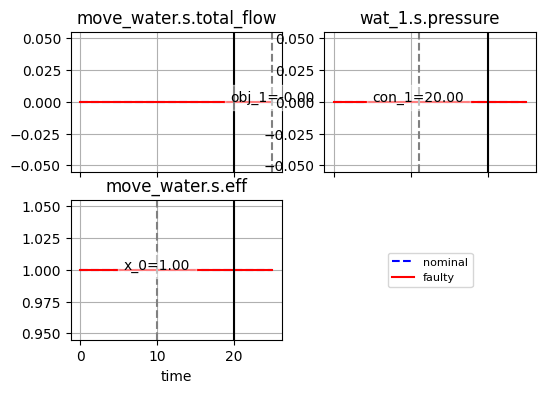 move_water.s.total_flow
wat_1.s.pressure
0.050
0.025
0.000
-0.025
-0.050
obj_1=-0.00
0.050
0.025
0.000
-0.025
-0.050
con_1=20.00
move_water.s.eff
1.050
1.025
1.000
0.975
0.950
x_0=1.00
0
10
20
time
nominal
faulty